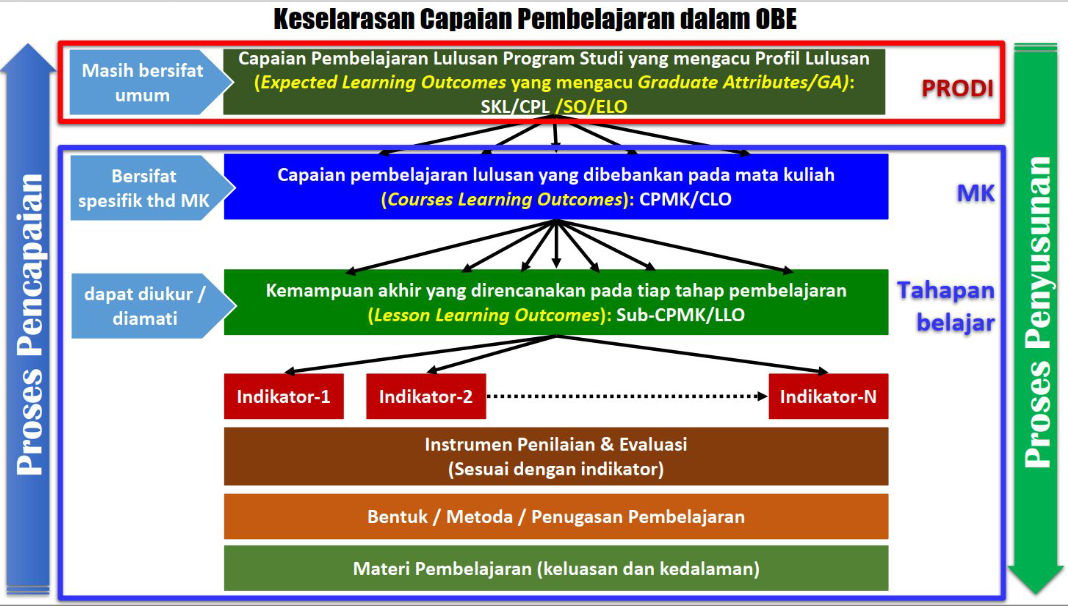 Keselarasan Capaian Pembelajaran dalam OBE
Proses Pencapaian
Masih bersifat
umum
Capaian Pembelajaran Lulusan Program Studi yang mengacu Profil Lulusan
(Expected Learning Outcomes yang mengacu Graduate Attributes/GA):
SKL/CPL /SO/ELO
PRODI
Bersifat
spesifik thd MK
Capaian pembelajaran lulusan yang dibebankan pada mata kuliah
(Courses Learning Outcomes): CPMK/CLO
MK
dapat diukur /
diamati
Kemampuan akhir yang direncanakan pada tiap tahap pembelajaran
(Lesson Learning Outcomes): Sub-CPMK/LLO
Tahapan
belajar
Indikator-1
Indikator-2
Indikator-N
Instrumen Penilaian & Evaluasi
(Sesuai dengan indikator)
Bentuk / Metoda / Penugasan Pembelajaran
Materi Pembelajaran (keluasan dan kedalaman)
Proses Penyusunan